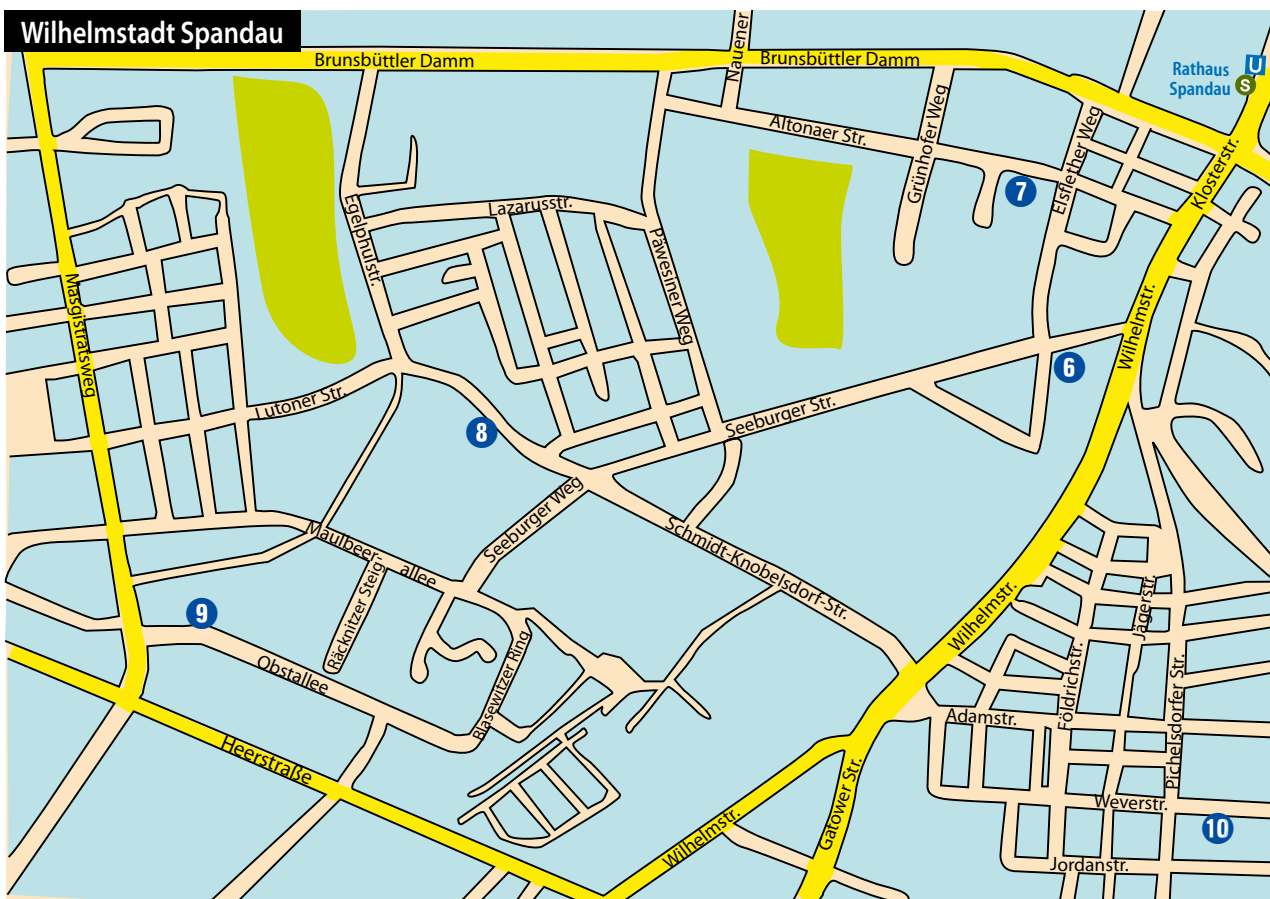 Wilhelmstadt Spandau
Brunsbüttler Damm
Nauener
Brunsbüttler Damm
Rathaus
Spandau
U
S
Altonaer Str.
Grünhofer Weg
Elsflether Weg
Klosterstr.
7
Egelphulstr.
Lazarusstr.
Päwesiner Weg
Masgistratsweg
Wilhelmstr.
6
Lutoner Str.
Seeburger Str.
8
Seeburger Weg
Maulbeer-
allee
Schmidt-Knobelsdorf-Str.
Räcknitzer Steig
9
Wilhelmstr.
Jägerstr.
Obstallee
Blasewitzer Ring
Földrichstr.
Pichelsdorfer Str.
Adamstr.
Heerstraße
Gatower Str.
Wilhelmstr.
Weverstr.
10
Jordanstr.